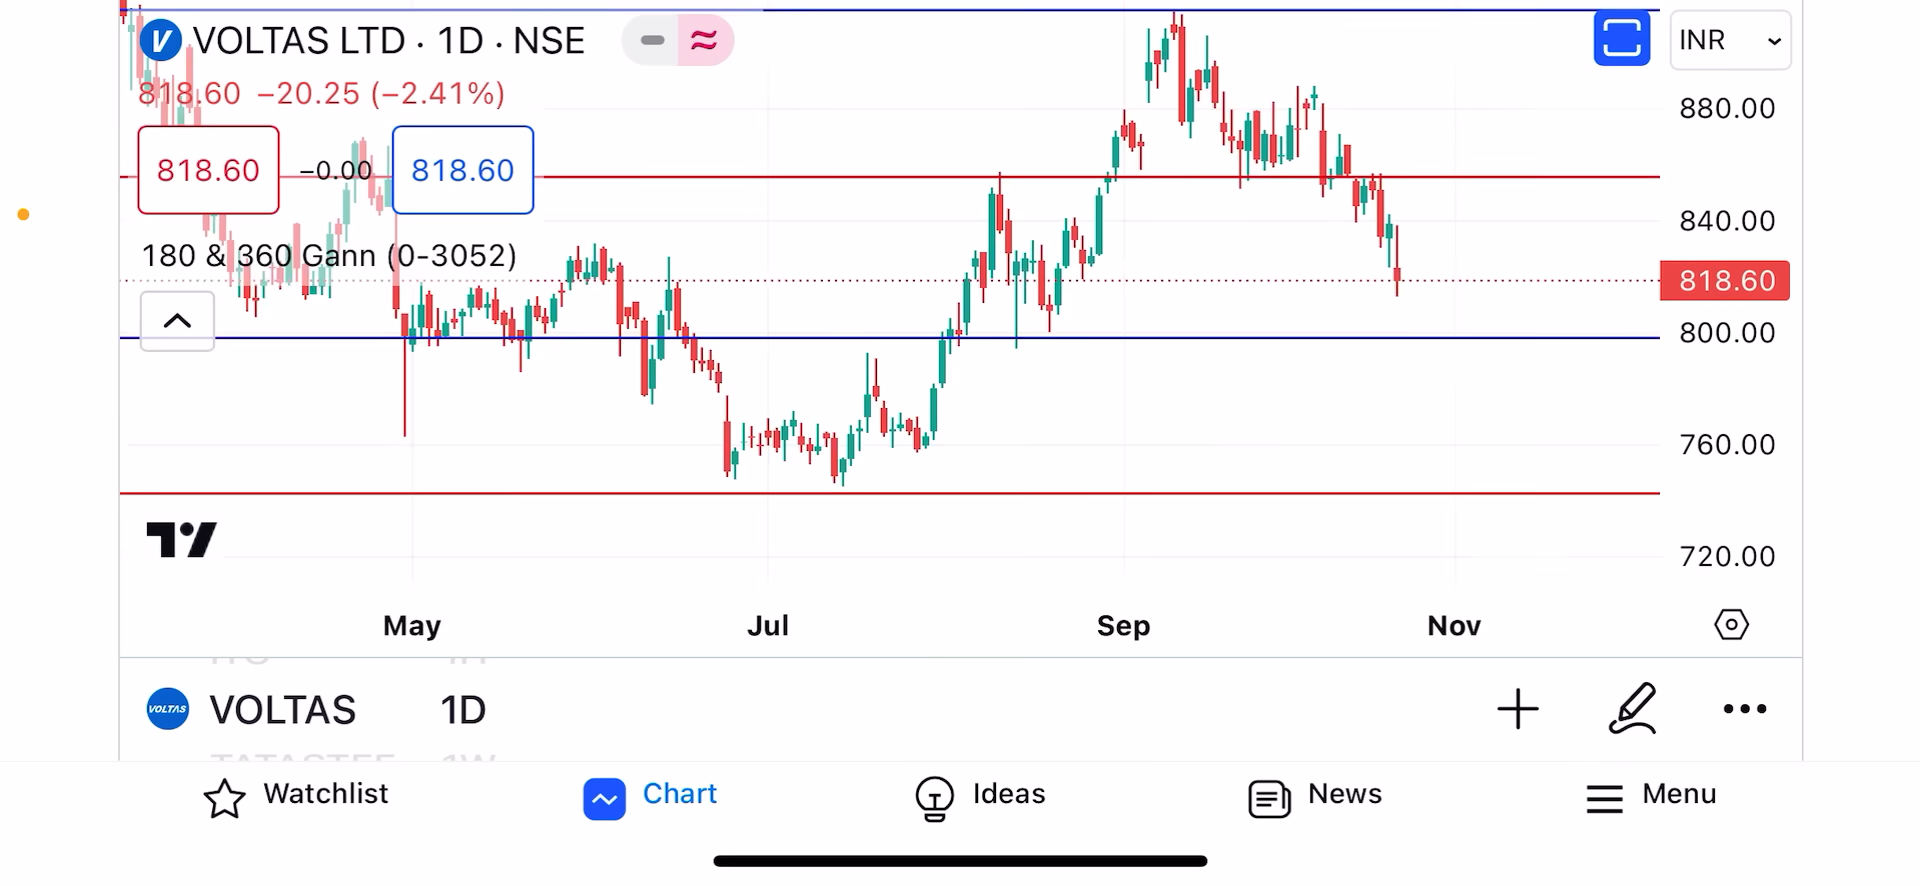 VOLTAS LTD · 1D · NSE
INR
818.60 −20.25 (−2.41%)
880.00
818.60 −0.00 818.60
840.00
180 & 360 Gann (0-3052)
818.60
800.00
760.00
720.00
May Jul Sep Nov
VOLTAS 1D
Watchlist Chart Ideas News Menu